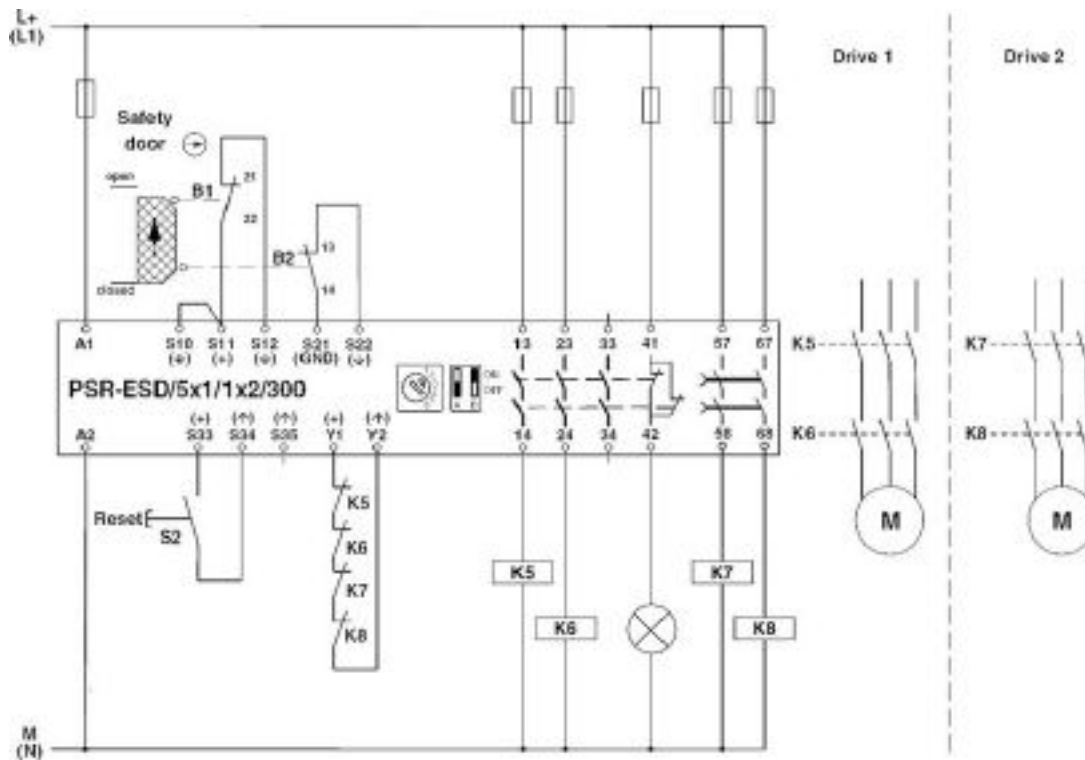 L+
(L1)
Drive 1
Drive 2
Safety
door
open
B1
21
22
B2
13
14
closed
A1
S10
S11
S12
S21
S22
(+)
(GND)
13
23
33
41
57
67
PSR-ESD/5x1/1x2/300
ON
OFF
A2
(+)
S33
S34
S35
(+)
Y1
Y2
14
24
34
42
58
68
K5
K6
K7
K8
M
M
Reset
S2
K5
K6
K7
K8
K5
K6
K7
K8
M
(N)